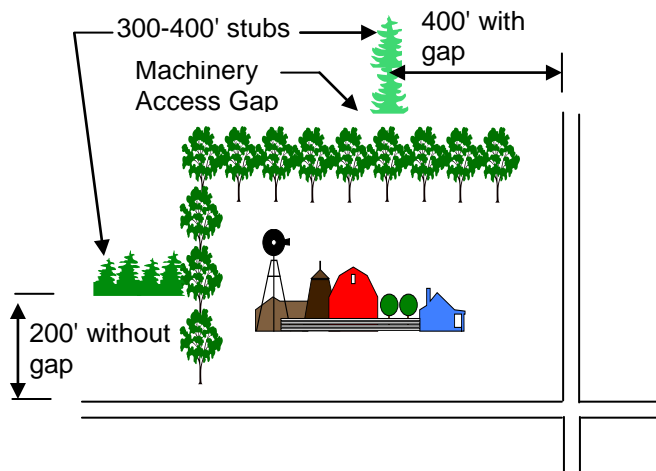 300-400' stubs
400' with
gap
Machinery
Access Gap
200' without
gap